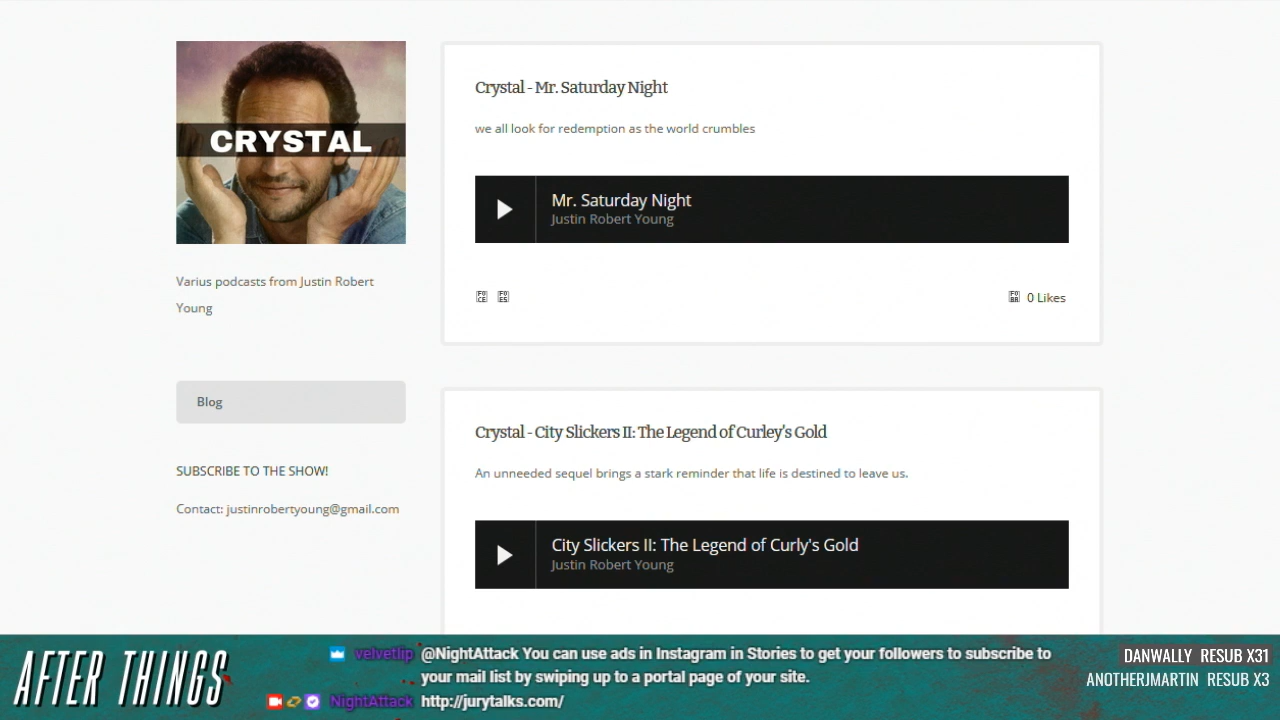 CRYSTAL
Varius podcasts from Justin Robert
Young
Blog
SUBSCRIBE TO THE SHOW!
Contact: justinrobertyoung@gmail.com
Crystal - Mr. Saturday Night
we all look for redemption as the world crumbles
Mr. Saturday Night
Justin Robert Young
0 Likes
Crystal - City Slickers II: The Legend of Curley's Gold
An unneeded sequel brings a stark reminder that life is destined to leave us.
City Slickers II: The Legend of Curly's Gold
Justin Robert Young
AFTER THINGS
velvetlip @NightAttack You can use ads in Instagram in Stories to get your followers to subscribe to
your mail list by swiping up to a portal page of your site.
NightAttack http://jurytalks.com/
DANWALLY RESUB X31
ANOTHERJMARTIN RESUB X3